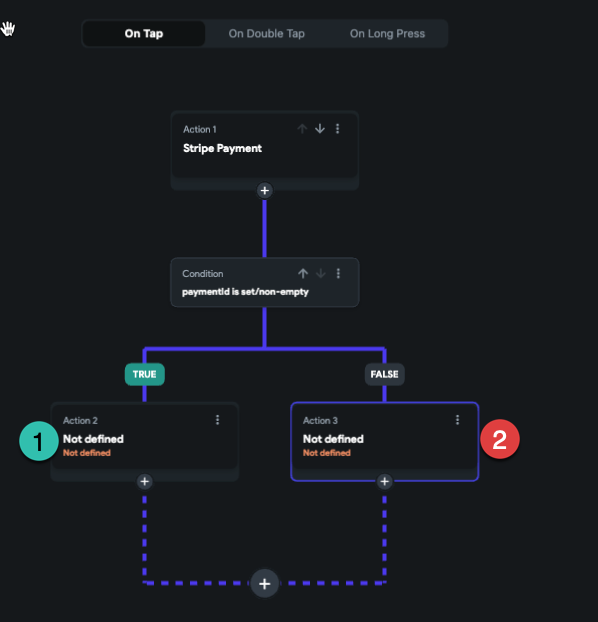 On Tap
On Double Tap
On Long Press
Action 1
Stripe Payment
Condition
paymentId is set/non-empty
TRUE
FALSE
Action 2
Not defined
Not defined
1
Action 3
Not defined
Not defined
2